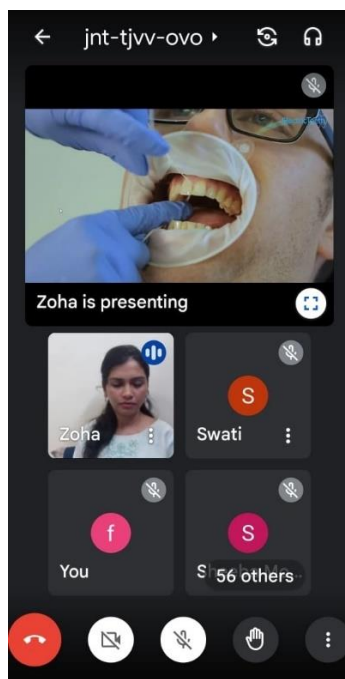 jnt-tjvv-ovo
Zoha is presenting
Zoha
Swati
S
f
S
You
56 others